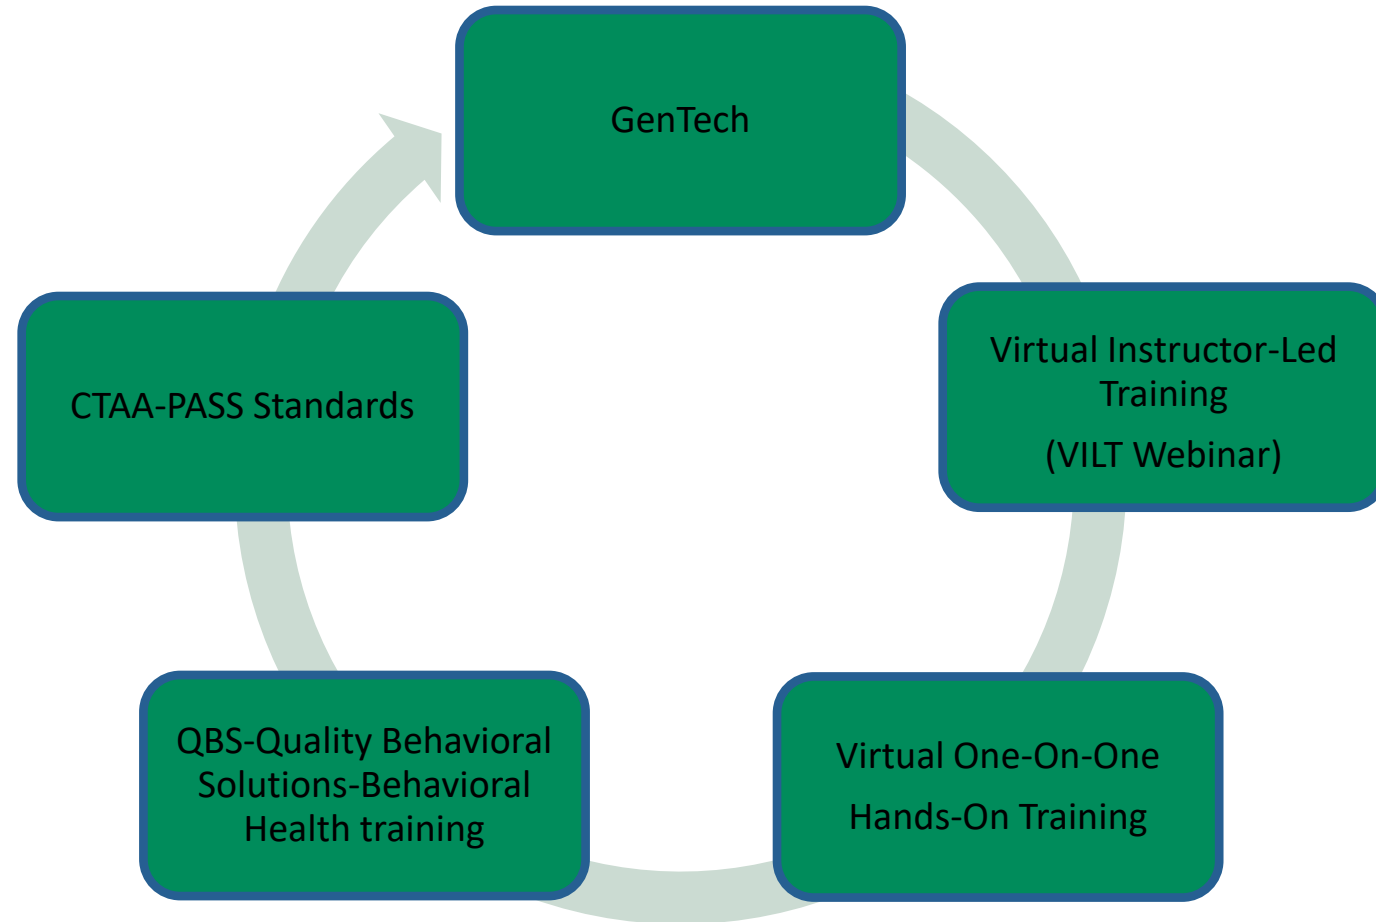 GenTech
Virtual Instructor-Led
Training
(VILT Webinar)
Virtual One-On-One
Hands-On Training
QBS-Quality Behavioral
Solutions-Behavioral
Health training
CTAA-PASS Standards